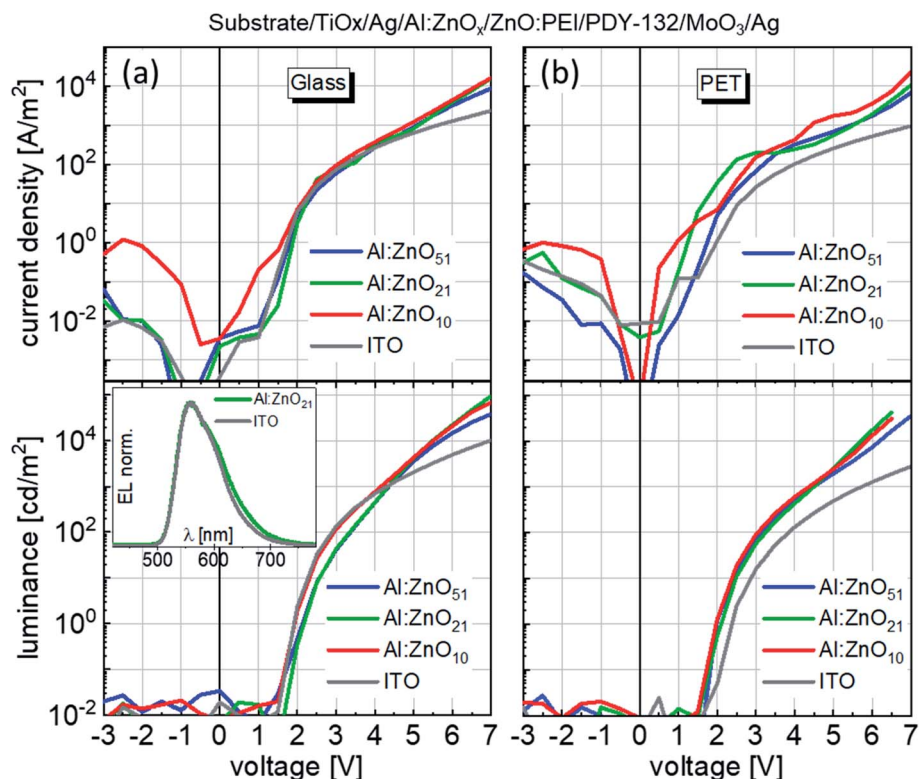 Substrate/TiOx/Ag/Al:ZnOₓ/ZnO:PEI/PDY-132/MoO₃/Ag
(a)
Glass
current density [A/m²]
10⁴
10²
10⁰
10⁻²
Al:ZnO₅₁
Al:ZnO₂₁
Al:ZnO₁₀
ITO
(b)
PET
Al:ZnO₅₁
Al:ZnO₂₁
Al:ZnO₁₀
ITO
luminance [cd/m²]
10⁴
10²
10⁰
10⁻²
EL norm.
Al:ZnO₂₁
ITO
λ [nm]
500 600 700
Al:ZnO₅₁
Al:ZnO₂₁
Al:ZnO₁₀
ITO
Al:ZnO₅₁
Al:ZnO₂₁
Al:ZnO₁₀
ITO
-3 -2 -1 0 1 2 3 4 5 6 7
-3 -2 -1 0 1 2 3 4 5 6 7
voltage [V]
voltage [V]